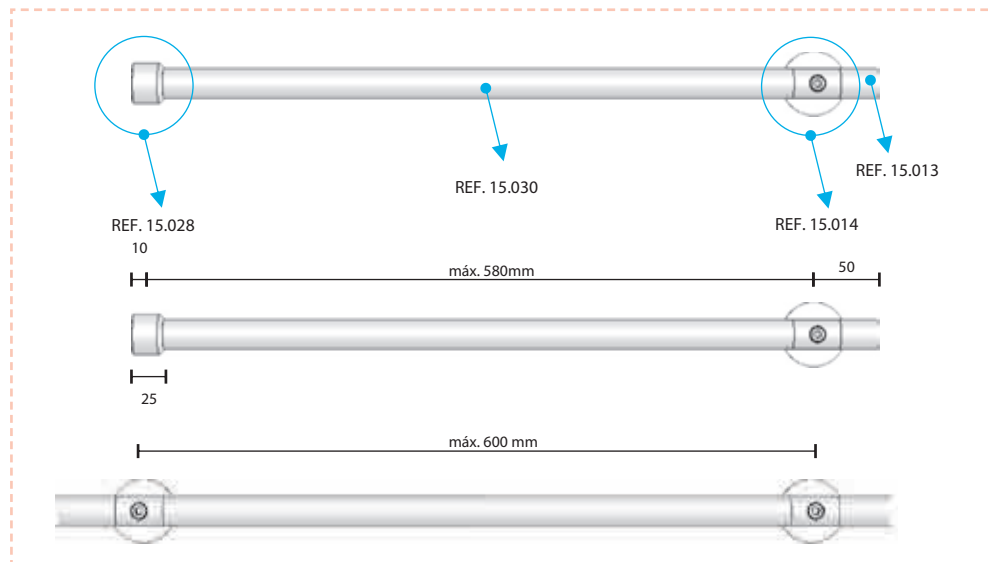 REF. 15.013
REF. 15.030
REF. 15.028
REF. 15.014
10
máx. 580mm
50
25
máx. 600 mm